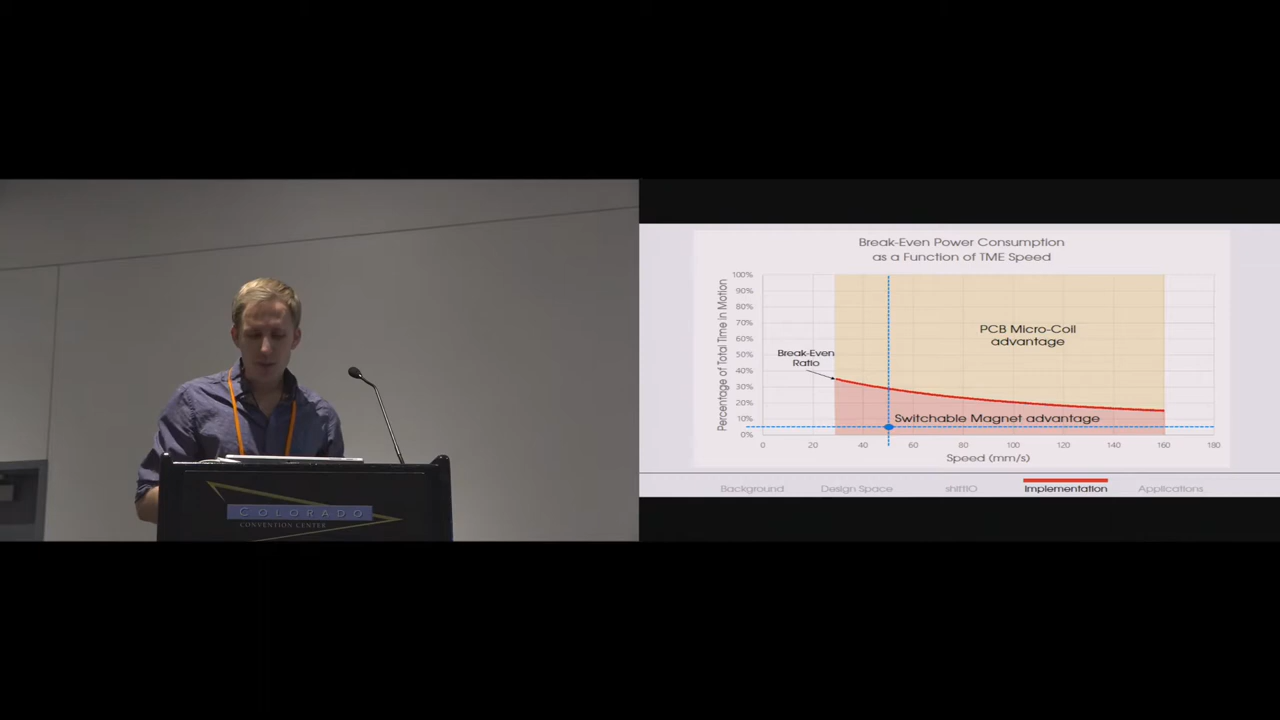 COLORADO
CONVENTION CENTER
Break-Even Power Consumption
as a Function of TME Speed
Percentage of Total Time in Motion
100%
90%
80%
70%
60%
50%
40%
30%
20%
10%
0%
PCB Micro-Coil
advantage
Break-Even
Ratio
Switchable Magnet advantage
0 20 40 60 80 100 120 140 160 180
Speed (mm/s)
Background Design Space shiftIO Implementation Applications